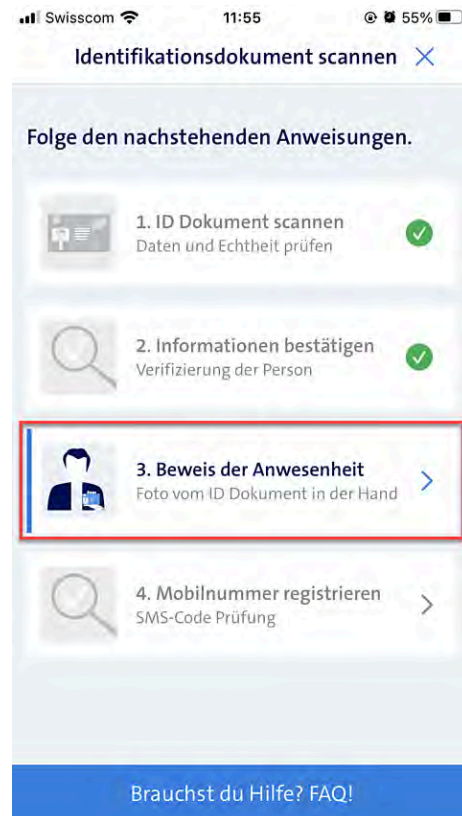 Swisscom 11:55 55%
Identifikationsdokument scannen
Folge den nachstehenden Anweisungen.
1. ID Dokument scannen
Daten und Echtheit prüfen
2. Informationen bestätigen
Verifizierung der Person
3. Beweis der Anwesenheit
Foto vom ID Dokument in der Hand
4. Mobilnummer registrieren
SMS-Code Prüfung
Brauchst du Hilfe? FAQ!